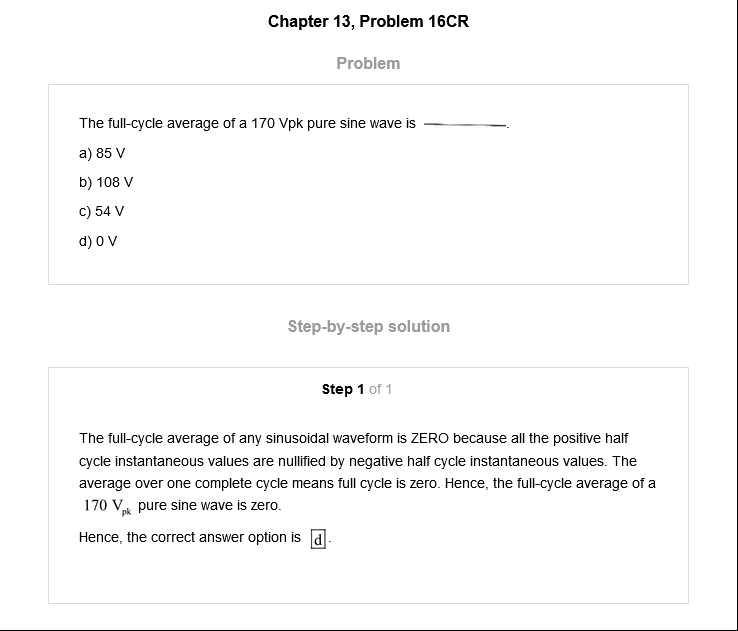 Chapter 13, Problem 16CR
Problem
The full-cycle average of a 170 Vpk pure sine wave is ________.
a) 85 V
b) 108 V
c) 54 V
d) 0 V
Step-by-step solution
Step 1 of 1
The full-cycle average of any sinusoidal waveform is ZERO because all the positive half
cycle instantaneous values are nullified by negative half cycle instantaneous values. The
average over one complete cycle means full cycle is zero. Hence, the full-cycle average of a
170 Vpk pure sine wave is zero.
Hence, the correct answer option is d.